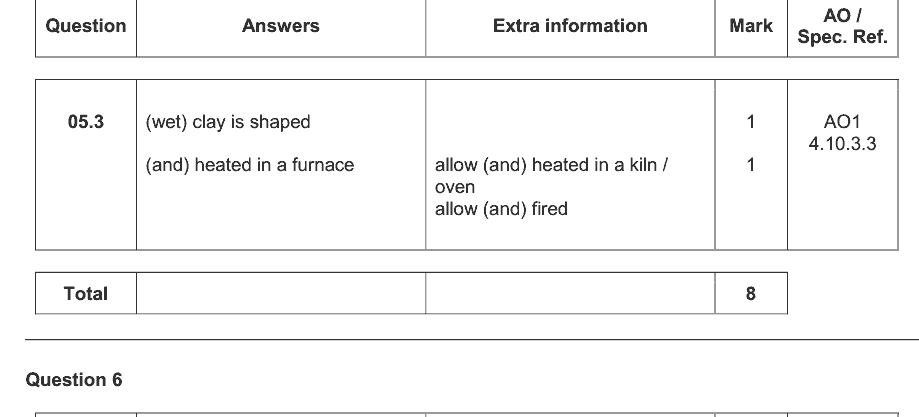 Question Answers Extra information Mark AO /
Spec. Ref.
05.3 (wet) clay is shaped 1 AO1
4.10.3.3
(and) heated in a furnace allow (and) heated in a kiln / 1
oven
allow (and) fired
Total 8
Question 6